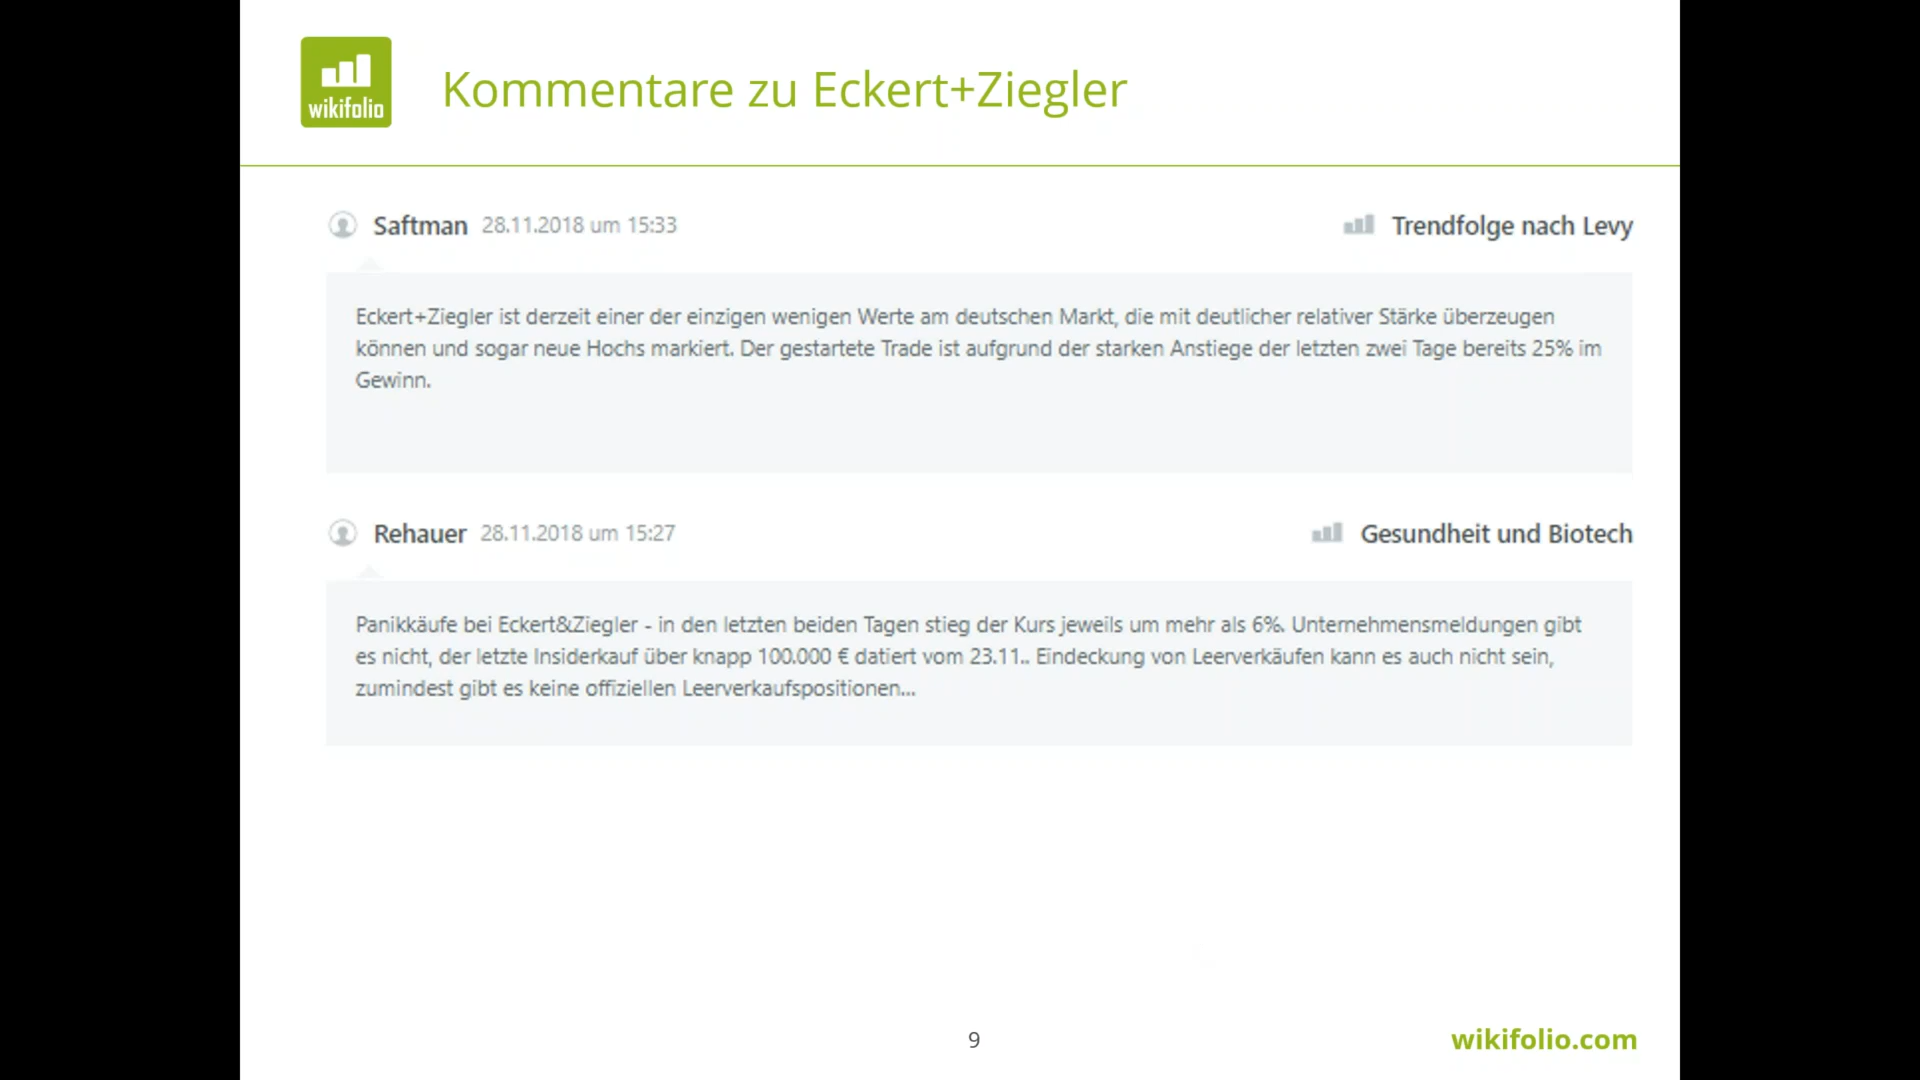 wikifolio
Kommentare zu Eckert+Ziegler
Saftman 28.11.2018 um 15:33
Trendfolge nach Levy
Eckert+Ziegler ist derzeit einer der einzigen wenigen Werte am deutschen Markt, die mit deutlicher relativer Stärke überzeugen
können und sogar neue Hochs markiert. Der gestartete Trade ist aufgrund der starken Anstiege der letzten zwei Tage bereits 25% im
Gewinn.
Rehauer 28.11.2018 um 15:27
Gesundheit und Biotech
Panikkäufe bei Eckert&Ziegler - in den letzten beiden Tagen stieg der Kurs jeweils um mehr als 6%. Unternehmensmeldungen gibt
es nicht, der letzte Insiderkauf über knapp 100.000 € datiert vom 23.11.. Eindeckung von Leerverkäufen kann es auch nicht sein,
zumindest gibt es keine offiziellen Leerverkaufspositionen...
9
wikifolio.com